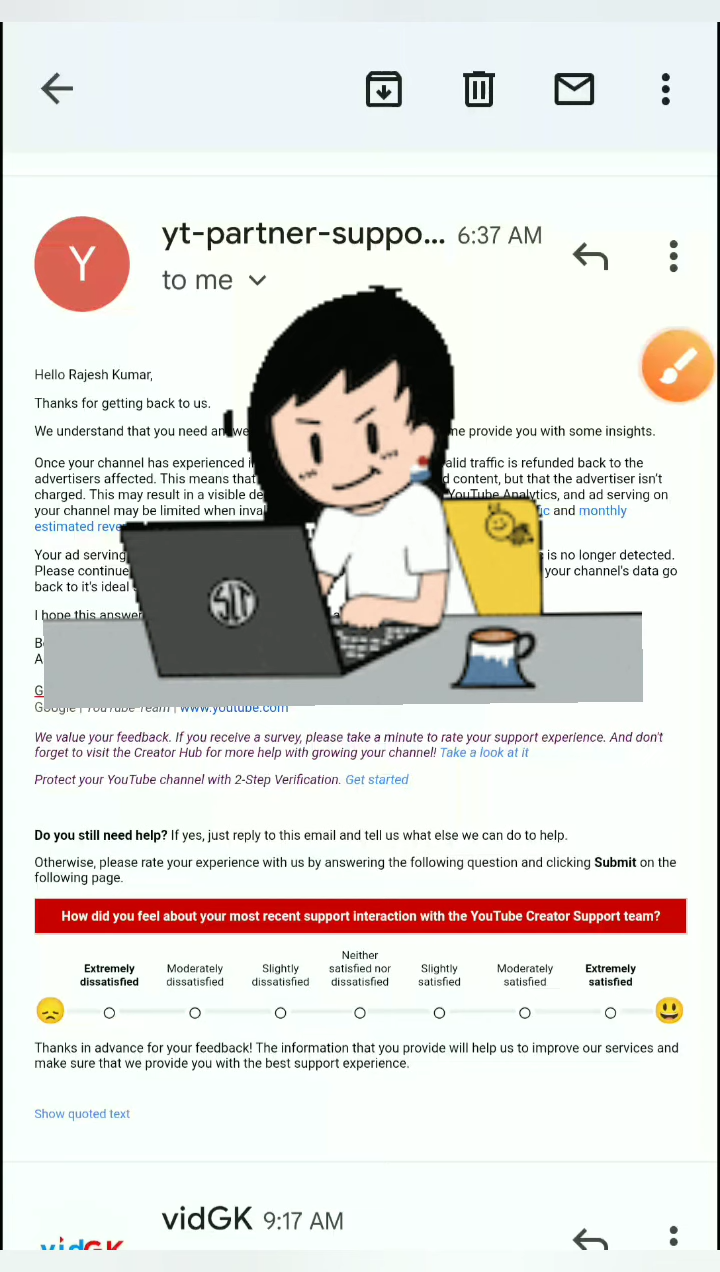 yt-partner-suppo... 6:37 AM
Y
to me
Hello Rajesh Kumar,
Thanks for getting back to us.
We understand that you need me provide you with some insights.
Once your channel has experienced traffic is refunded back to the
advertisers affected. This means that content, but that the advertiser isn't
charged. This may result in a visible YouTube Analytics, and ad serving on
your channel may be limited when and monthly
estimated
Your ad serving is no longer detected.
Please continue your channel's data go
back to it's ideal
I hope this
Google | YouTube Team | www.youtube.com
We value your feedback. If you receive a survey, please take a minute to rate your support experience. And don't
forget to visit the Creator Hub for more help with growing your channel! Take a look at it
Protect your YouTube channel with 2-Step Verification. Get started
Do you still need help? If yes, just reply to this email and tell us what else we can do to help.
Otherwise, please rate your experience with us by answering the following question and clicking Submit on the
following page.
How did you feel about your most recent support interaction with the YouTube Creator Support team?
Extremely dissatisfied
Moderately dissatisfied
Slightly dissatisfied
Neither satisfied nor dissatisfied
Slightly satisfied
Moderately satisfied
Extremely satisfied
Thanks in advance for your feedback! The information that you provide will help us to improve our services and
make sure that we provide you with the best support experience.
Show quoted text
vidGK 9:17 AM
vidGK